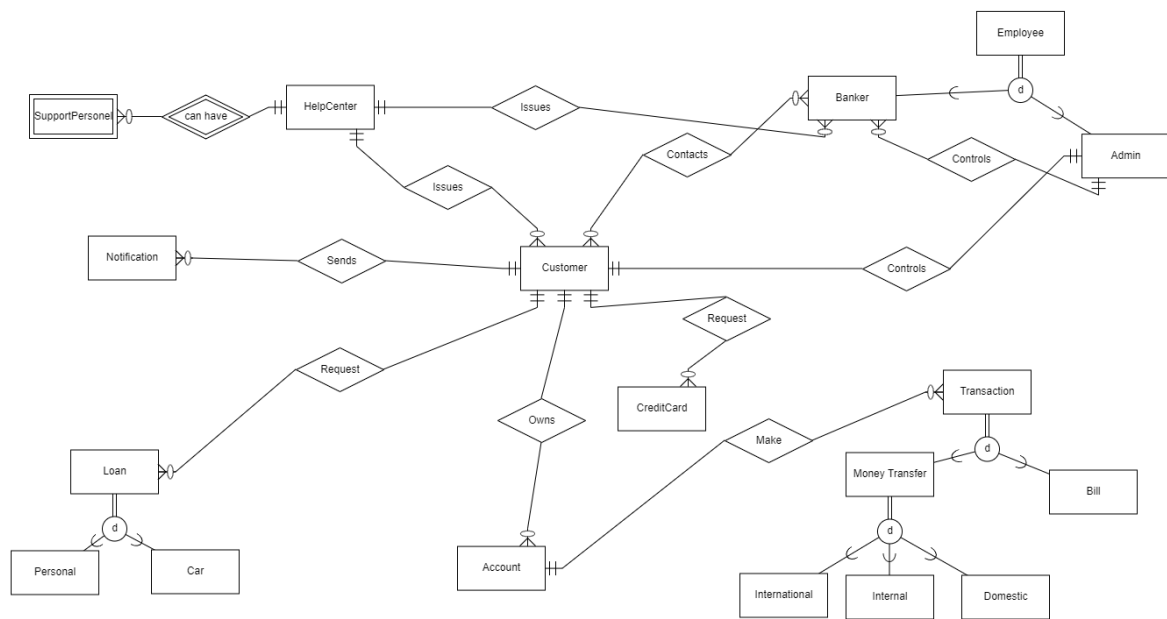 Employee
SupportPersonel
can have
HelpCenter
Issues
Banker
d
Contacts
Controls
Admin
Issues
Notification
Sends
Customer
Controls
Request
Request
CreditCard
Transaction
Owns
Make
d
Loan
Money Transfer
Bill
d
d
Personal
Car
Account
International
Internal
Domestic